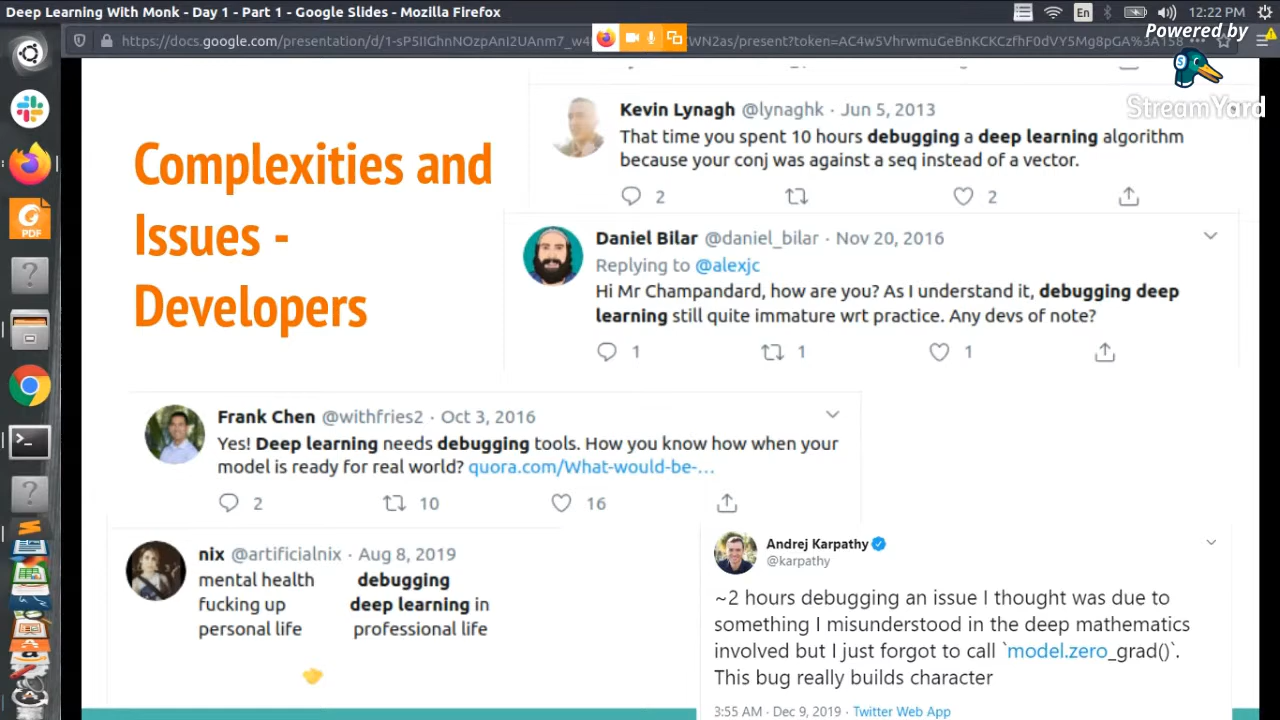 Deep Learning With Monk - Day 1 - Part 1 - Google Slides - Mozilla Firefox
En
12:22 PM
Powered by
StreamYard
PDF
Complexities and
Issues -
Developers
Kevin Lynagh @lynaghk · Jun 5, 2013
That time you spent 10 hours debugging a deep learning algorithm
because your conj was against a seq instead of a vector.
2 2
Daniel Bilar @daniel_bilar · Nov 20, 2016
Replying to @alexjc
Hi Mr Champandard, how are you? As I understand it, debugging deep
learning still quite immature wrt practice. Any devs of note?
1 1 1
Frank Chen @withfries2 · Oct 3, 2016
Yes! Deep learning needs debugging tools. How you know how when your
model is ready for real world? quora.com/What-would-be-...
2 10 16
nix @artificialnix · Aug 8, 2019
mental health debugging
fucking up deep learning in
personal life professional life
Andrej Karpathy
@karpathy
~2 hours debugging an issue I thought was due to
something I misunderstood in the deep mathematics
involved but I just forgot to call `model.zero_grad()`.
This bug really builds character
3:55 AM · Dec 9, 2019 · Twitter Web App